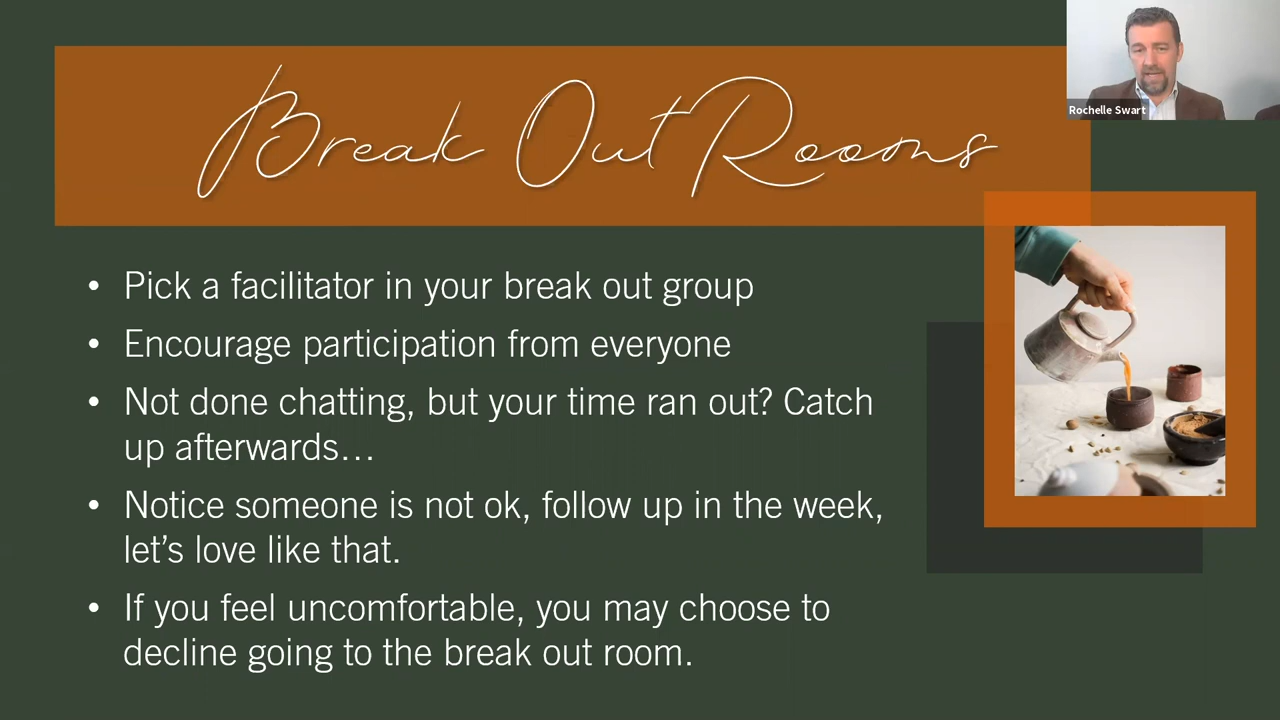 Break Out Rooms
Rochelle Swart
• Pick a facilitator in your break out group
• Encourage participation from everyone
• Not done chatting, but your time ran out? Catch
up afterwards…
• Notice someone is not ok, follow up in the week,
let’s love like that.
• If you feel uncomfortable, you may choose to
decline going to the break out room.